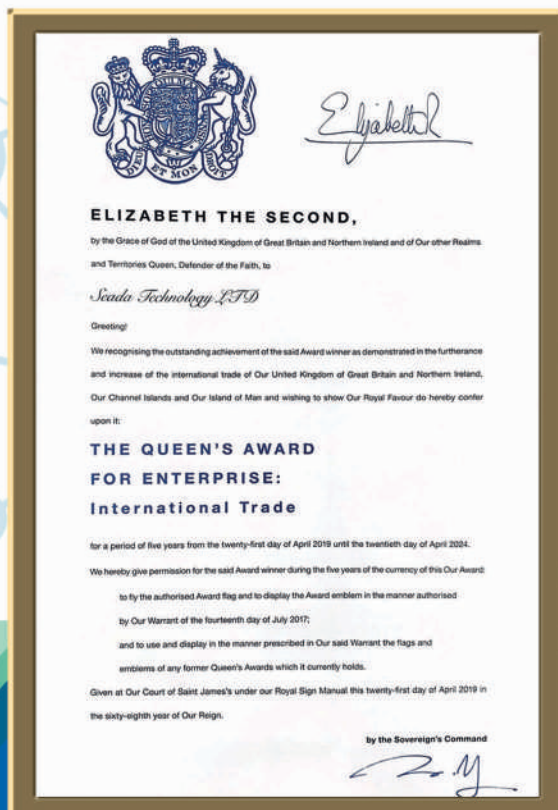 DIEU ET MON DROIT
Elizabeth R
ELIZABETH THE SECOND,
by the Grace of God of the United Kingdom of Great Britain and Northern Ireland and of Our other Realms
and Territories Queen, Defender of the Faith, to
Seada Technology LTD
Greeting!
We recognising the outstanding achievement of the said Award winner as demonstrated in the furtherance
and increase of the international trade of Our United Kingdom of Great Britain and Northern Ireland,
Our Channel Islands and Our Island of Man and wishing to show Our Royal Favour do hereby confer
upon it:
THE QUEEN'S AWARD
FOR ENTERPRISE:
International Trade
for a period of five years from the twenty-first day of April 2019 until the twentieth day of April 2024.
We hereby give permission for the said Award winner during the five years of the currency of this Our Award:
to fly the authorised Award flag and to display the Award emblem in the manner authorised
by Our Warrant of the fourteenth day of July 2017;
and to use and display in the manner prescribed in Our said Warrant the flags and
emblems of any former Queen's Awards which it currently holds.
Given at Our Court of Saint James's under our Royal Sign Manual this twenty-first day of April 2019 in
the sixty-eighth year of Our Reign.
by the Sovereign's Command